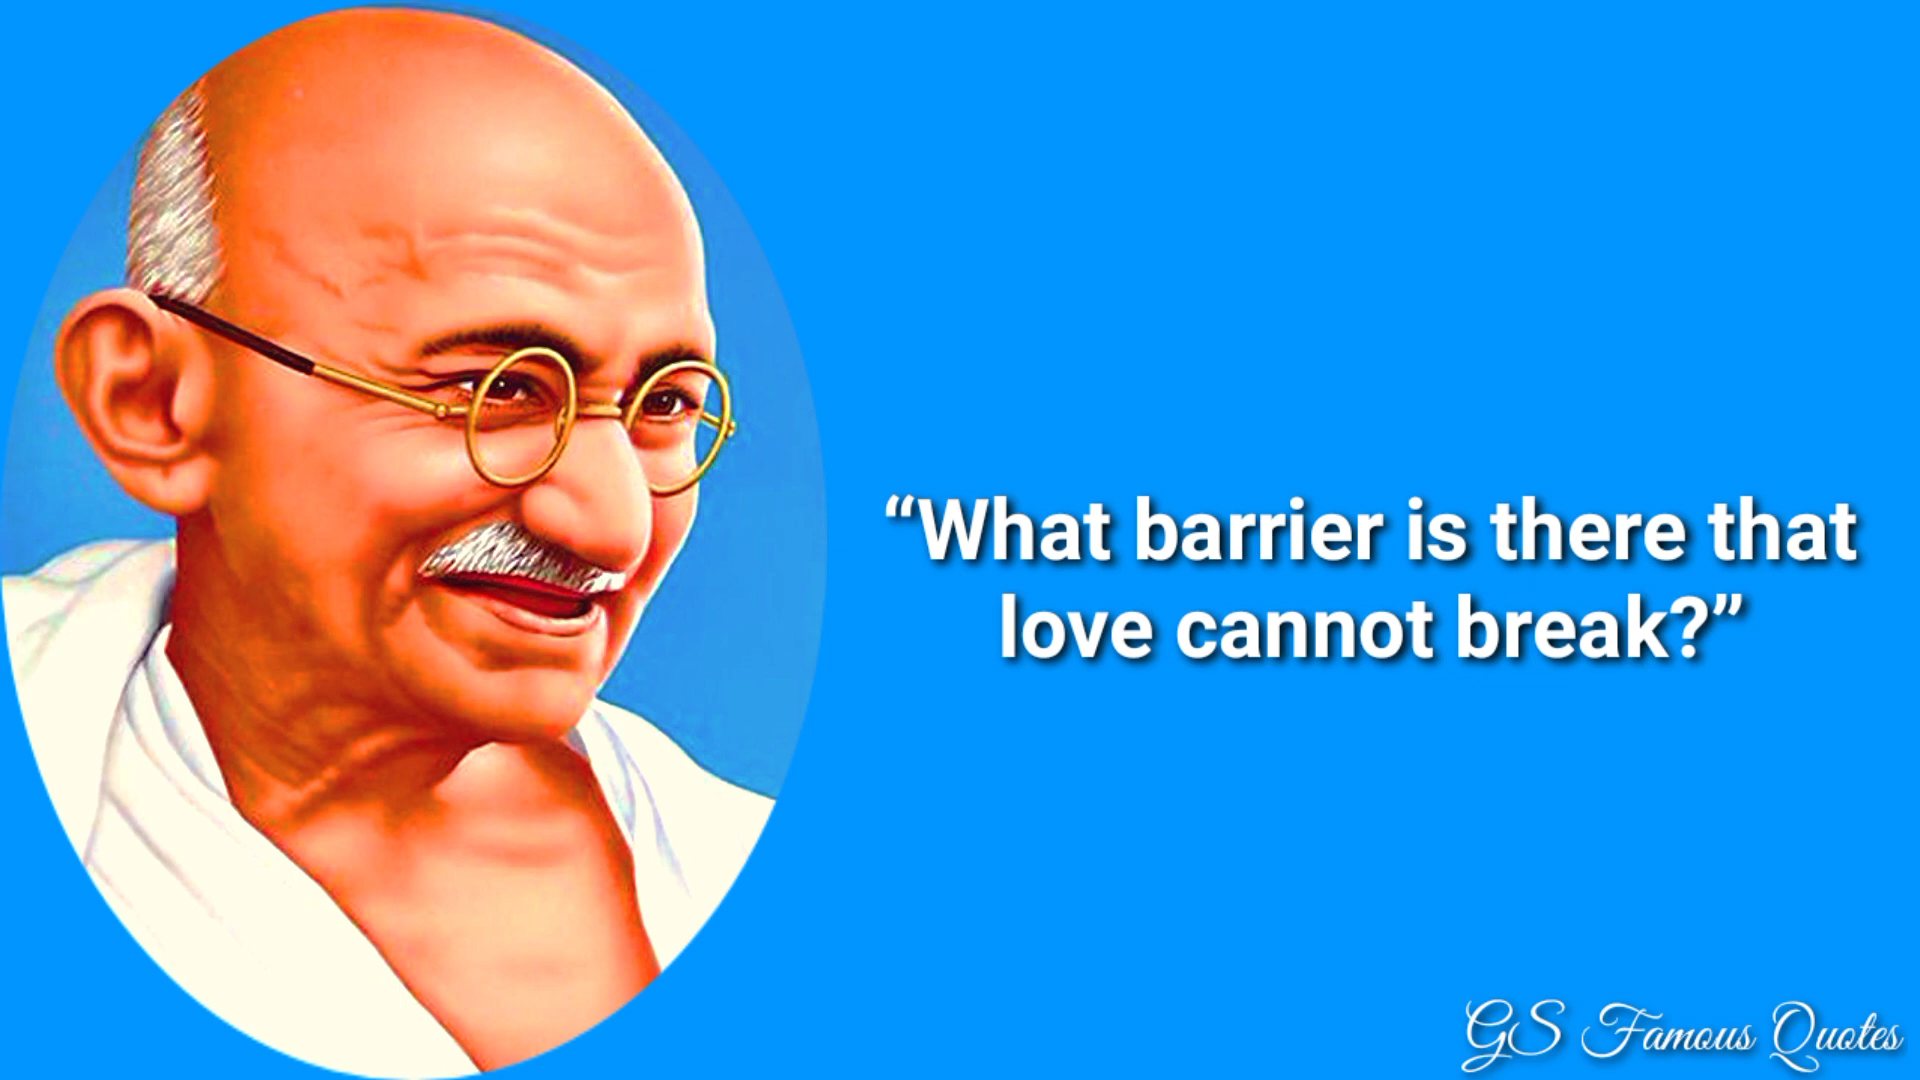 “What barrier is there that
love cannot break?”
GS Famous Quotes